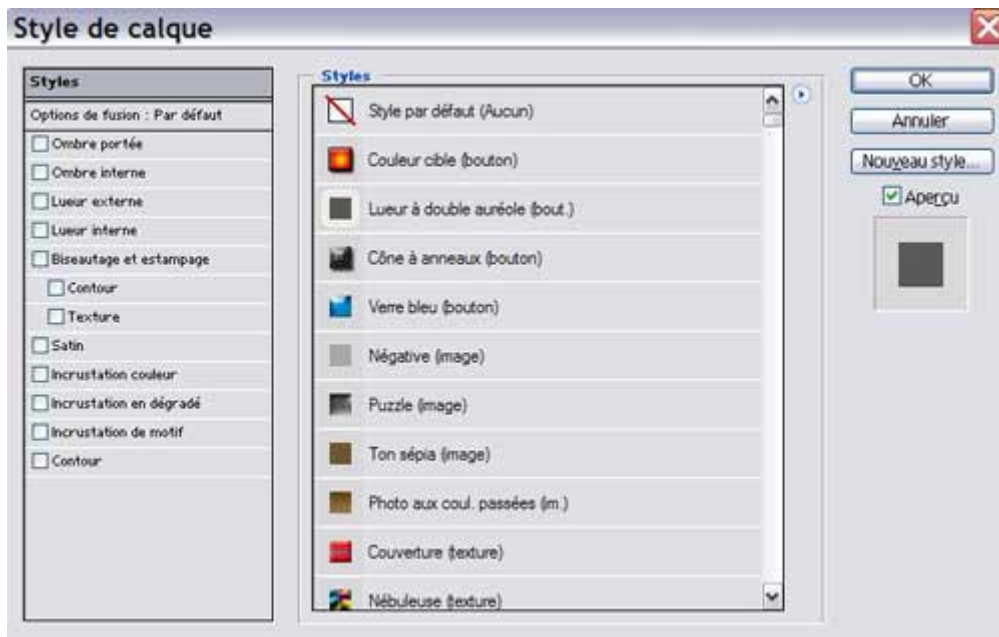 Style de calque
Styles
Options de fusion : Par défaut
Ombre portée
Ombre interne
Lueur externe
Lueur interne
Biseautage et estampage
Contour
Texture
Satin
Incrustation couleur
Incrustation en dégradé
Incrustation de motif
Contour
Styles
Style par défaut (Aucun)
Couleur cible (bouton)
Lueur à double auréole (bout.)
Cône à anneaux (bouton)
Verre bleu (bouton)
Négative (image)
Puzzle (image)
Ton sépia (image)
Photo aux coul. passées (im.)
Couverture (texture)
Nébuleuse (texture)
OK
Annuler
Nouveau style...
Aperçu